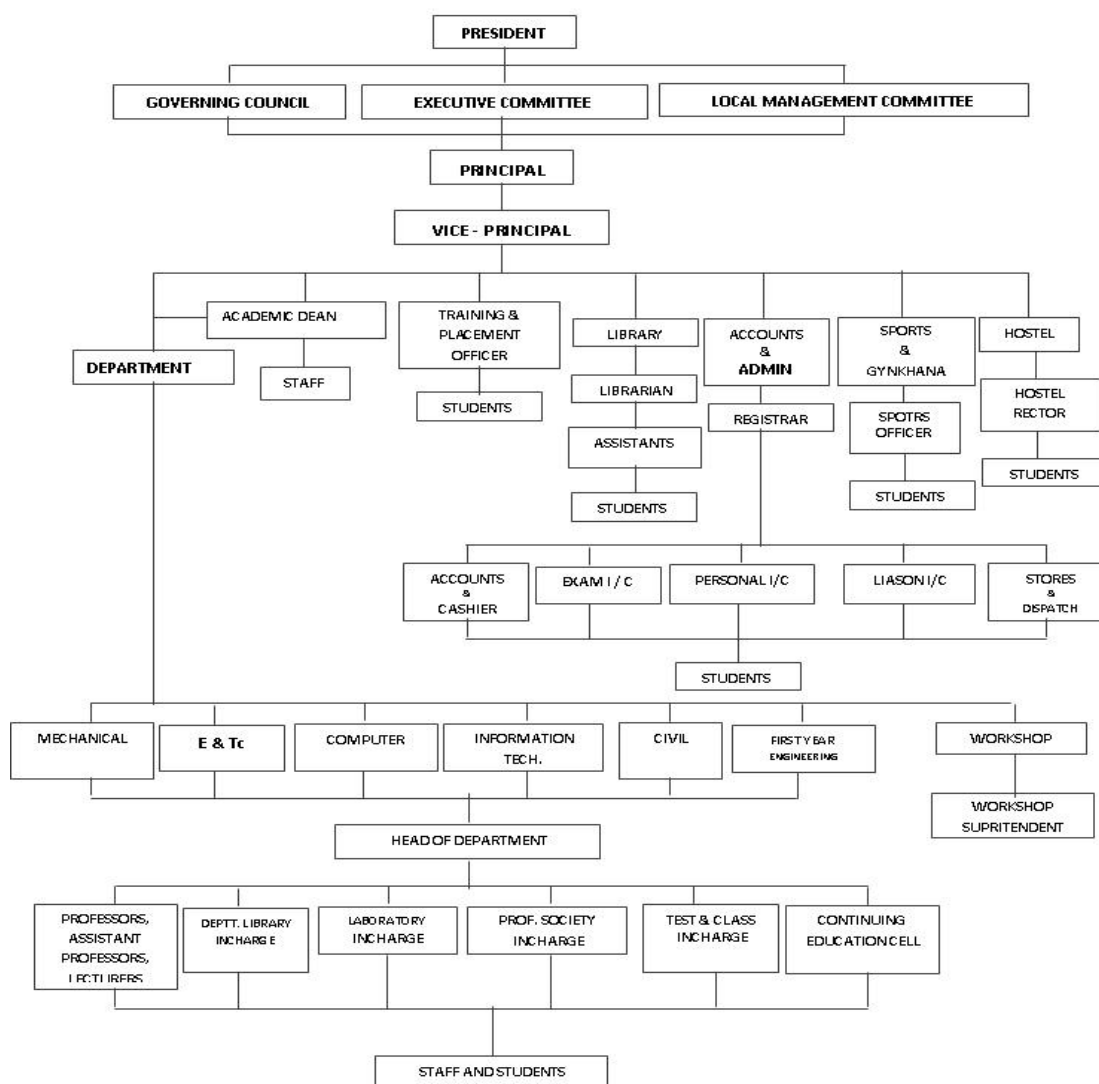 PRESIDENT
GOVERNING COUNCIL
EXECUTIVE COMMITTEE
LOCAL MANAGEMENT COMMITTEE
PRINCIPAL
VICE - PRINCIPAL
ACADEMIC DEAN
STAFF
DEPARTMENT
TRAINING &
PLACEMENT
OFFICER
STUDENTS
LIBRARY
LIBRARIAN
ASSISTANTS
STUDENTS
ACCOUNTS
&
ADMIN
REGISTRAR
SPORTS
&
GYNKHANA
SPOTRS
OFFICER
STUDENTS
HOSTEL
HOSTEL
RECTOR
STUDENTS
ACCOUNTS
&
CASHIER
EXAM I / C
PERSONAL I/C
LIASON I/C
STORES
&
DISPATCH
STUDENTS
MECHANICAL
E & Tc
COMPUTER
INFORMATION
TECH.
CIVIL
FIRST YEAR
ENGINEERING
WORKSHOP
WORKSHOP
SUPRITENDENT
HEAD OF DEPARTMENT
PROFESSORS,
ASSISTANT
PROFESSORS,
LECTURERS
DEPTT. LIBRARY
INCHARGE
LABORATORY
INCHARGE
PROF. SOCIETY
INCHARGE
TEST & CLASS
INCHARGE
CONTINUING
EDUCATION CELL
STAFF AND STUDENTS